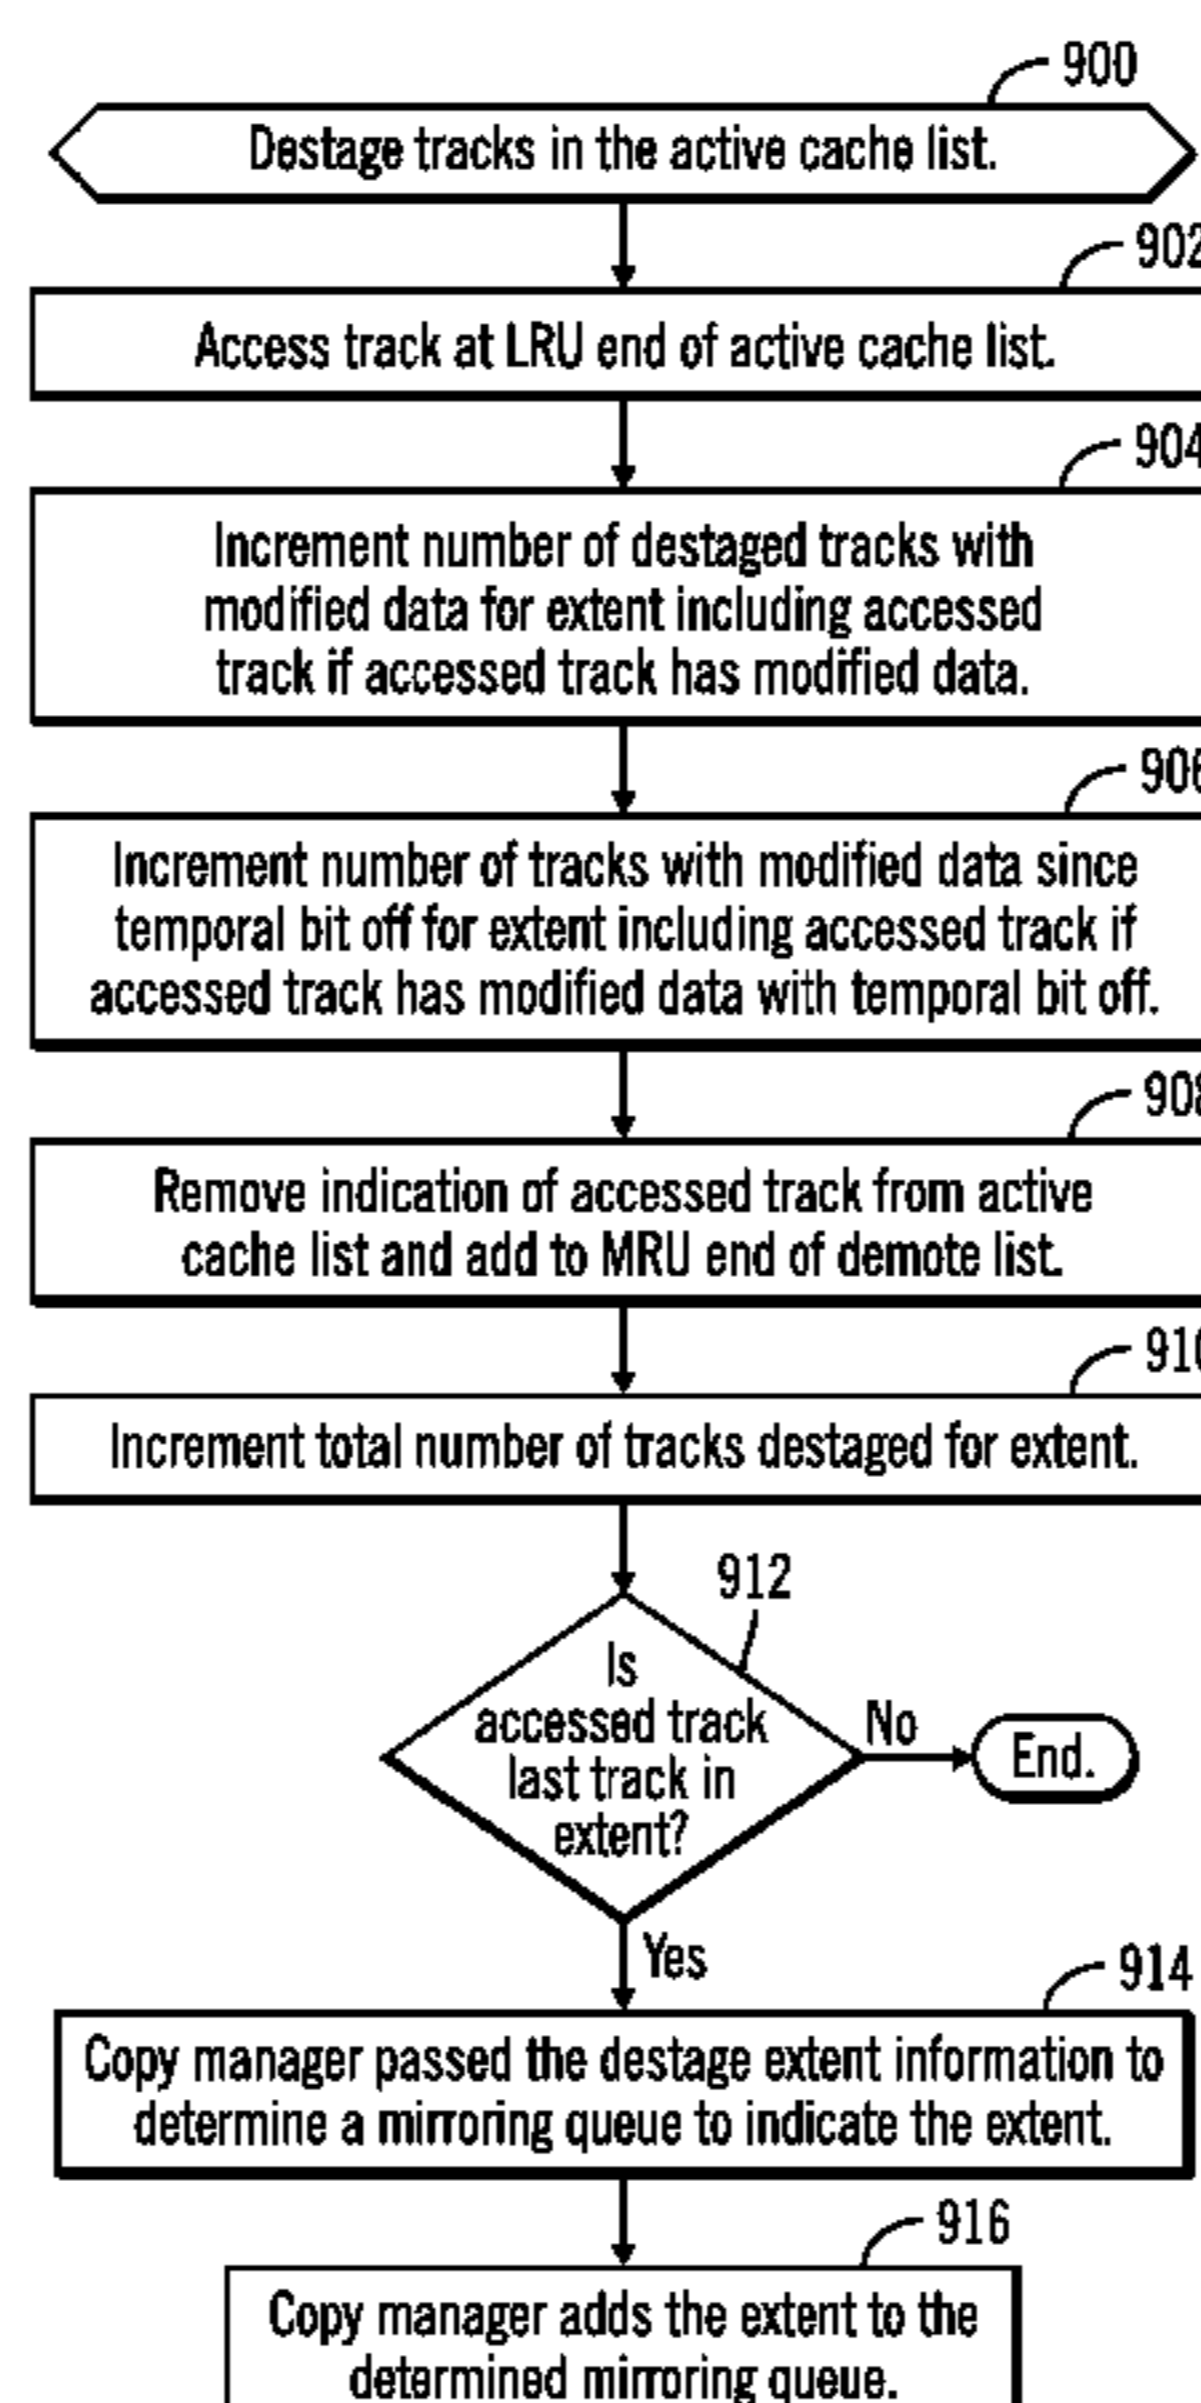 900
Destage tracks in the active cache list.
902
Access track at LRU end of active cache list.
904
Increment number of destaged tracks with
modified data for extent including accessed
track if accessed track has modified data.
906
Increment number of tracks with modified data since
temporal bit off for extent including accessed track if
accessed track has modified data with temporal bit off.
908
Remove indication of accessed track from active
cache list and add to MRU end of demote list.
910
Increment total number of tracks destaged for extent.
912
Is
accessed track
last track in
extent?
No
End.
Yes
914
Copy manager passed the destage extent information to
determine a mirroring queue to indicate the extent.
916
Copy manager adds the extent to the
determined mirroring queue.